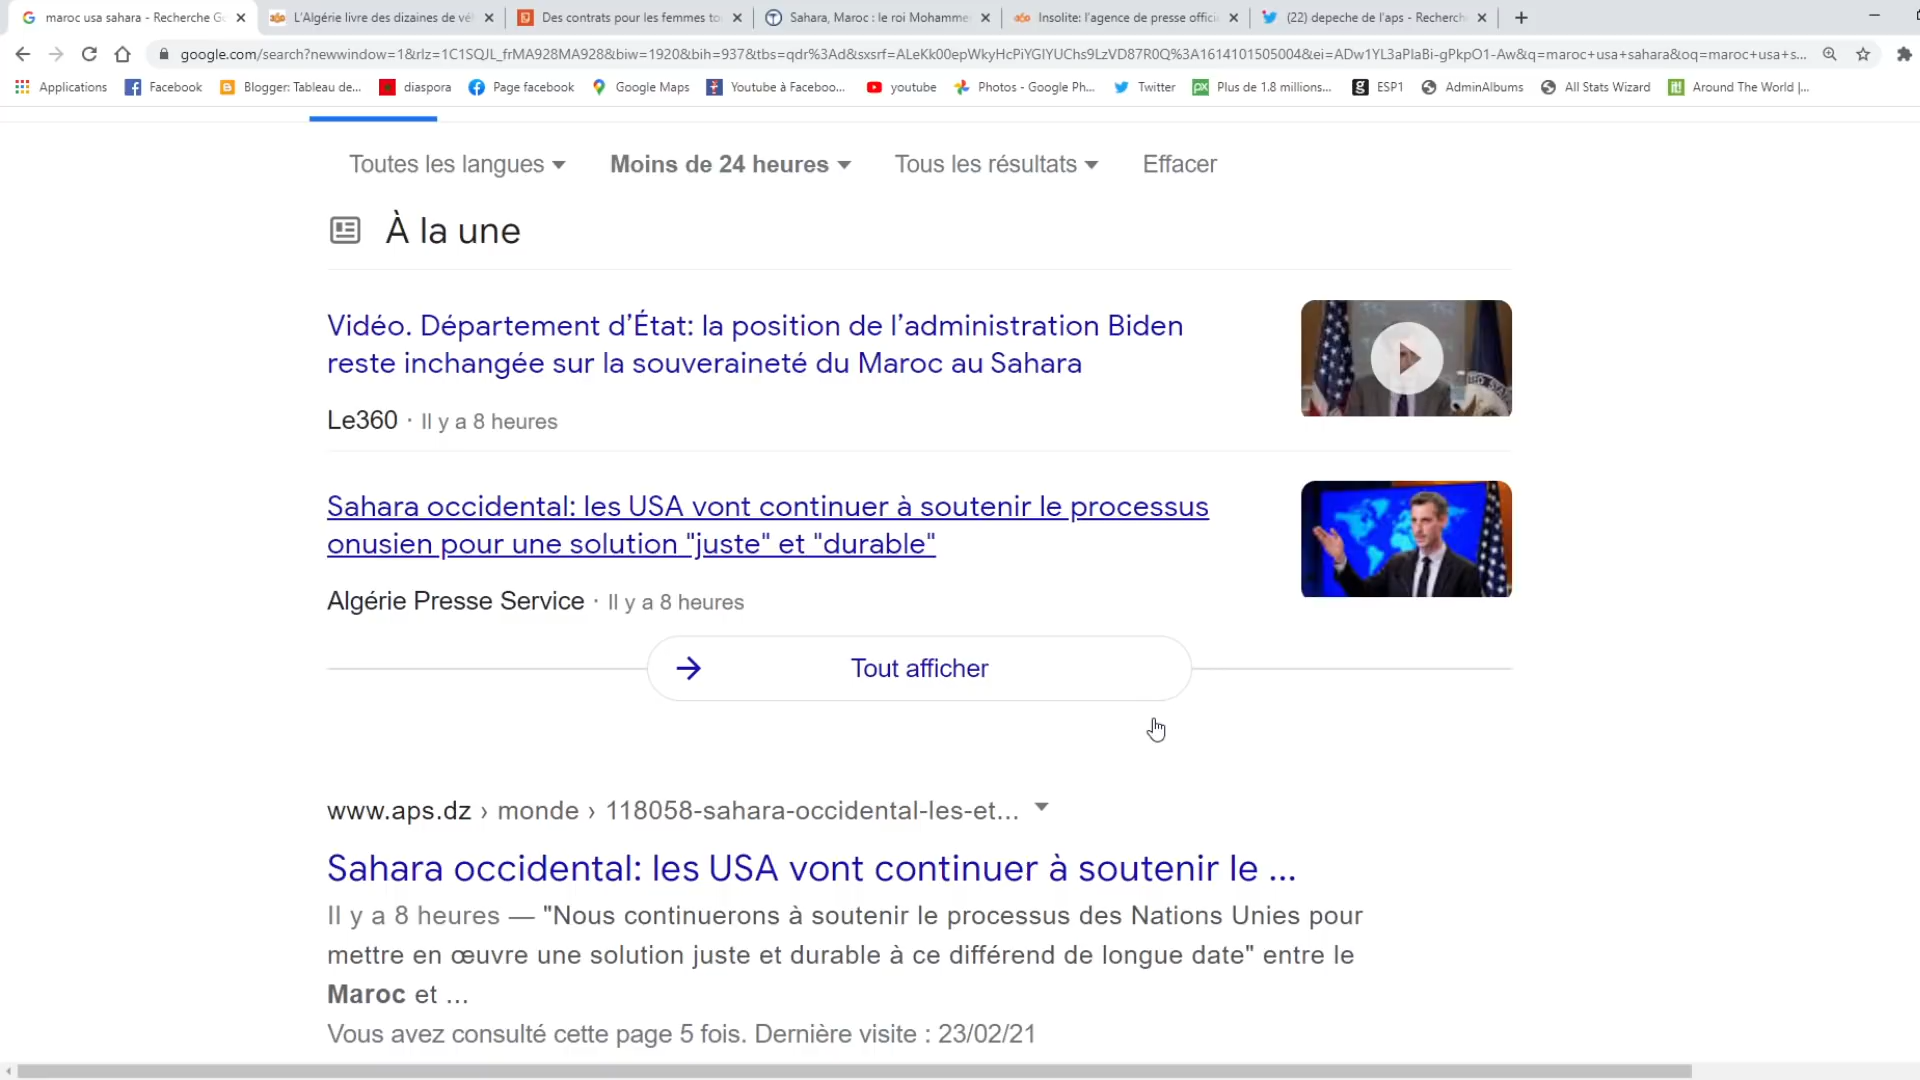 maroc usa sahara - Recherche G
L'Algérie livre des dizaines de vé
Des contrats pour les femmes to
Sahara, Maroc : le roi Mohamme
Insolite: l'agence de presse offici
(22) depeche de l'aps - Recherch
google.com/search?newwindow=1&rlz=1C1SQJL_frMA928MA928&biw=1920&bih=937&tbs=qdr%3Ad&sxsrf=ALeKk00epWkyHcPiYGlYUChs9LzVD87R0Q%3A1614101505004&ei=ADw1YL3aPIaBi-gPkpO1-Aw&q=maroc+usa+sahara&oq=maroc+usa+s...
Applications Facebook Blogger: Tableau de... diaspora Page facebook Google Maps Youtube à Faceboo... youtube Photos - Google Ph... Twitter Plus de 1.8 millions... ESP1 AdminAlbums All Stats Wizard Around The World |...
Toutes les langues Moins de 24 heures Tous les résultats Effacer
À la une
Vidéo. Département d'État: la position de l'administration Biden
reste inchangée sur la souveraineté du Maroc au Sahara
Le360 · Il y a 8 heures
Sahara occidental: les USA vont continuer à soutenir le processus
onusien pour une solution "juste" et "durable"
Algérie Presse Service · Il y a 8 heures
Tout afficher
www.aps.dz › monde › 118058-sahara-occidental-les-et...
Sahara occidental: les USA vont continuer à soutenir le ...
Il y a 8 heures — "Nous continuerons à soutenir le processus des Nations Unies pour
mettre en œuvre une solution juste et durable à ce différend de longue date" entre le
Maroc et ...
Vous avez consulté cette page 5 fois. Dernière visite : 23/02/21